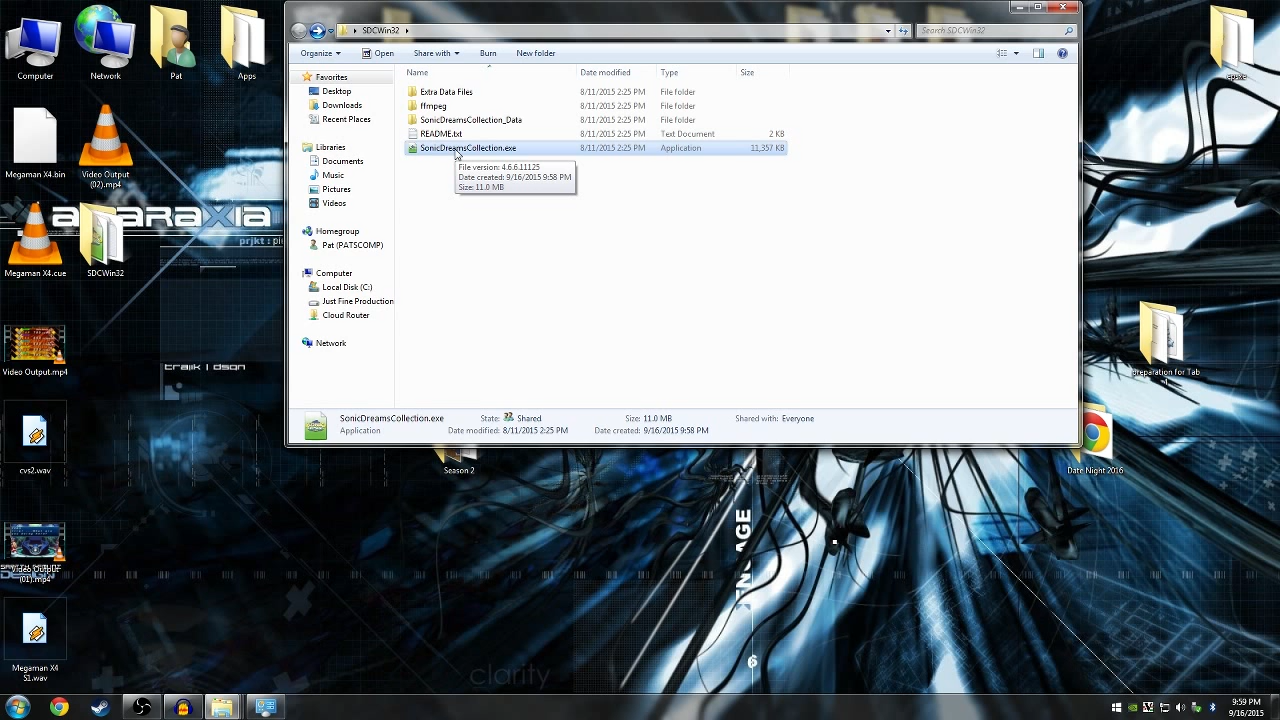 SDCWin32
Search SDCWin32
Organize
Open
Share with
Burn
New folder
Name
Date modified
Type
Size
Favorites
Desktop
Downloads
Recent Places
Libraries
Documents
Music
Pictures
Videos
Homegroup
Pat (PATSCOMP)
Computer
Local Disk (C:)
Just Fine Production
Cloud Router
Network
Extra Data Files 8/11/2015 2:25 PM File folder
ffmpeg 8/11/2015 2:25 PM File folder
SonicDreamsCollection_Data 8/11/2015 2:25 PM File folder
README.txt 8/11/2015 2:25 PM Text Document 2 KB
SonicDreamsCollection.exe 8/11/2015 2:25 PM Application 11,357 KB
File version: 4.6.6.11125
Date created: 9/16/2015 9:58 PM
Size: 11.0 MB
SonicDreamsCollection.exe State: Shared Size: 11.0 MB Shared with: Everyone
Application Date modified: 8/11/2015 2:25 PM Date created: 9/16/2015 9:58 PM
Computer
Network
Pat
Apps
epsxe
Megaman X4.bin
Video Output
(02).mp4
Megaman X4.cue
SDCWin32
prjkt :
Video Output.mp4
trajik | dsgn
cvs2.wav
Season 2
Date Night 2016
preparation for Tab
(01).mp4
Megaman X4
S1.wav
clarity
6
9:59 PM
9/16/2015